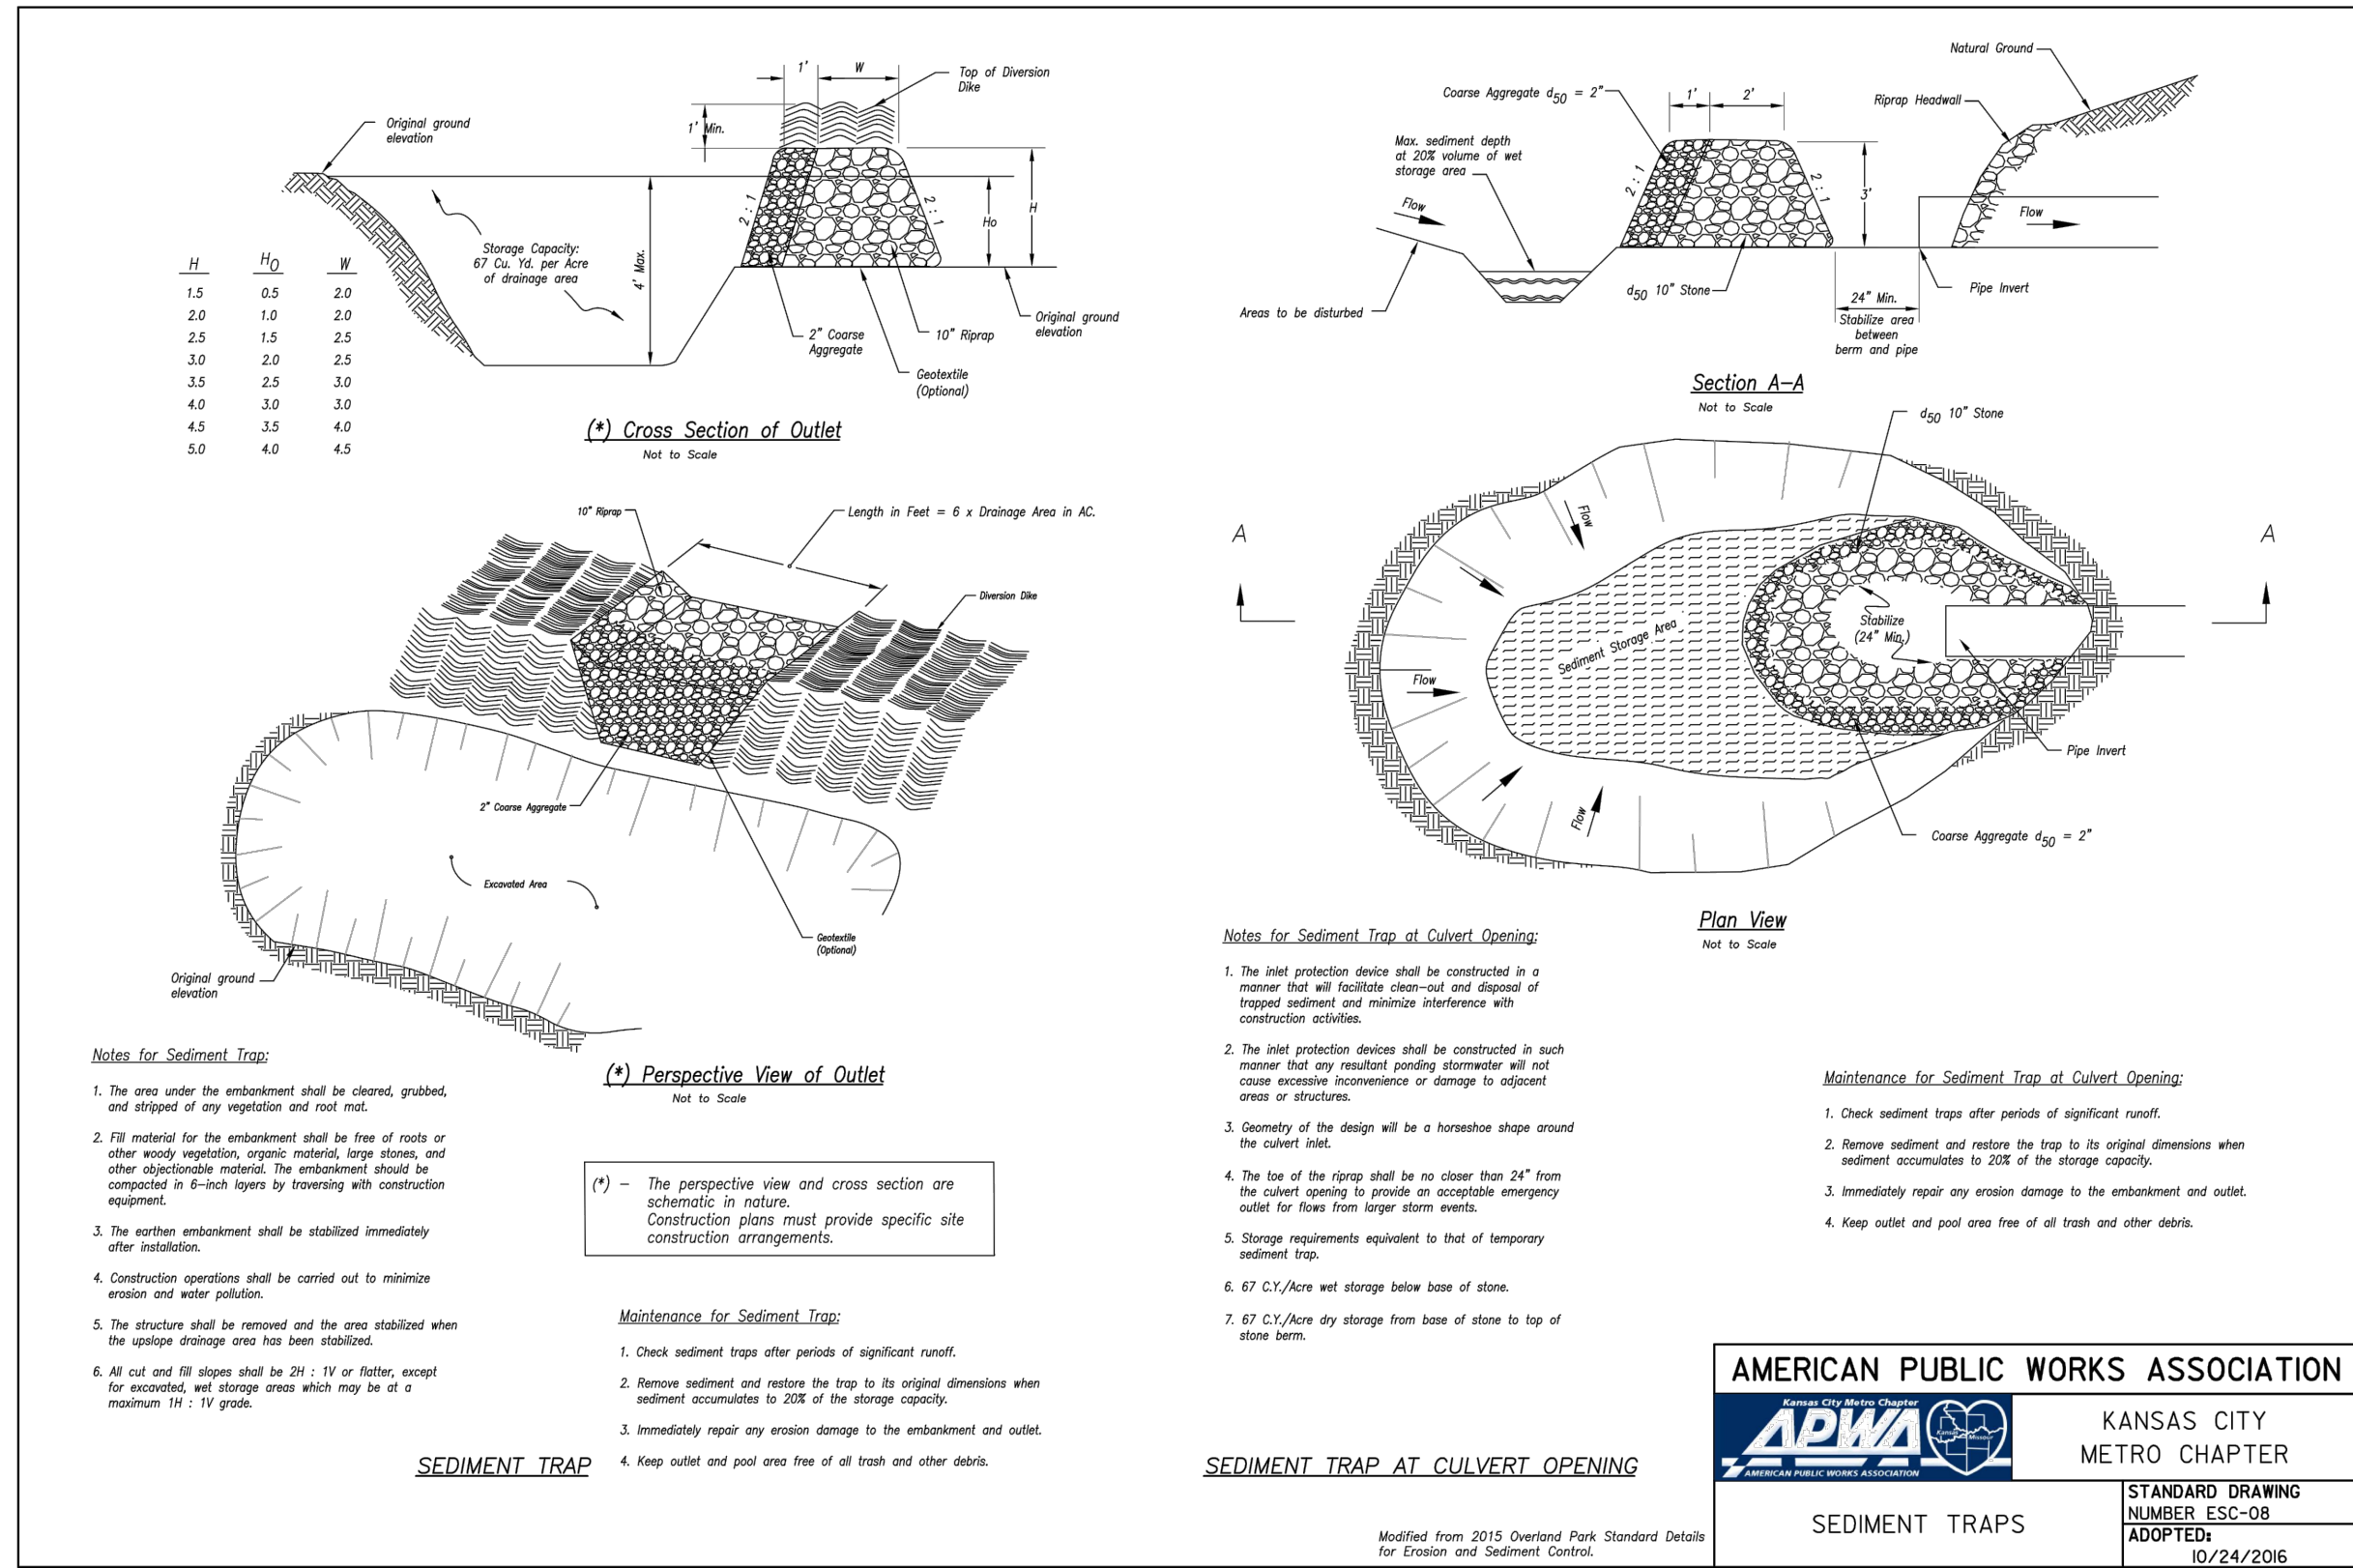 1'
W
Top of Diversion
Dike
1' Min.
Original ground
elevation
2 : 1
2 : 1
Ho
H
Storage Capacity:
67 Cu. Yd. per Acre
of drainage area
4' Max.
2" Coarse
Aggregate
10" Riprap
Original ground
elevation
Geotextile
(Optional)
H HO W
1.5 0.5 2.0
2.0 1.0 2.0
2.5 1.5 2.5
3.0 2.0 2.5
3.5 2.5 3.0
4.0 3.0 3.0
4.5 3.5 4.0
5.0 4.0 4.5
(*) Cross Section of Outlet
Not to Scale
10" Riprap
Length in Feet = 6 x Drainage Area in AC.
Diversion Dike
2" Coarse Aggregate
Excavated Area
Geotextile
(Optional)
Original ground
elevation
(*) Perspective View of Outlet
Not to Scale
Notes for Sediment Trap:
1. The area under the embankment shall be cleared, grubbed,
and stripped of any vegetation and root mat.
2. Fill material for the embankment shall be free of roots or
other woody vegetation, organic material, large stones, and
other objectionable material. The embankment should be
compacted in 6-inch layers by traversing with construction
equipment.
3. The earthen embankment shall be stabilized immediately
after installation.
4. Construction operations shall be carried out to minimize
erosion and water pollution.
5. The structure shall be removed and the area stabilized when
the upslope drainage area has been stabilized.
6. All cut and fill slopes shall be 2H : 1V or flatter, except
for excavated, wet storage areas which may be at a
maximum 1H : 1V grade.
(*) - The perspective view and cross section are
schematic in nature.
Construction plans must provide specific site
construction arrangements.
Maintenance for Sediment Trap:
1. Check sediment traps after periods of significant runoff.
2. Remove sediment and restore the trap to its original dimensions when
sediment accumulates to 20% of the storage capacity.
3. Immediately repair any erosion damage to the embankment and outlet.
4. Keep outlet and pool area free of all trash and other debris.
SEDIMENT TRAP
Natural Ground
Coarse Aggregate d50 = 2"
1'
2'
Riprap Headwall
Max. sediment depth
at 20% volume of wet
storage area
2 : 1
2 : 1
3'
Flow
Flow
Areas to be disturbed
d50 10" Stone
24" Min.
Stabilize area
between
berm and pipe
Pipe Invert
Section A-A
Not to Scale
d50 10" Stone
A
A
Flow
Sediment Storage Area
Stabilize
(24" Min.)
Flow
Flow
Pipe Invert
Coarse Aggregate d50 = 2"
Plan View
Not to Scale
Notes for Sediment Trap at Culvert Opening:
1. The inlet protection device shall be constructed in a
manner that will facilitate clean-out and disposal of
trapped sediment and minimize interference with
construction activities.
2. The inlet protection devices shall be constructed in such
manner that any resultant ponding stormwater will not
cause excessive inconvenience or damage to adjacent
areas or structures.
3. Geometry of the design will be a horseshoe shape around
the culvert inlet.
4. The toe of the riprap shall be no closer than 24" from
the culvert opening to provide an acceptable emergency
outlet for flows from larger storm events.
5. Storage requirements equivalent to that of temporary
sediment trap.
6. 67 C.Y./Acre wet storage below base of stone.
7. 67 C.Y./Acre dry storage from base of stone to top of
stone berm.
Maintenance for Sediment Trap at Culvert Opening:
1. Check sediment traps after periods of significant runoff.
2. Remove sediment and restore the trap to its original dimensions when
sediment accumulates to 20% of the storage capacity.
3. Immediately repair any erosion damage to the embankment and outlet.
4. Keep outlet and pool area free of all trash and other debris.
SEDIMENT TRAP AT CULVERT OPENING
Modified from 2015 Overland Park Standard Details
for Erosion and Sediment Control.
AMERICAN PUBLIC WORKS ASSOCIATION
Kansas City Metro Chapter
APWA
Kansas
Missouri
AMERICAN PUBLIC WORKS ASSOCIATION
KANSAS CITY
METRO CHAPTER
SEDIMENT TRAPS
STANDARD DRAWING
NUMBER ESC-08
ADOPTED:
10/24/2016